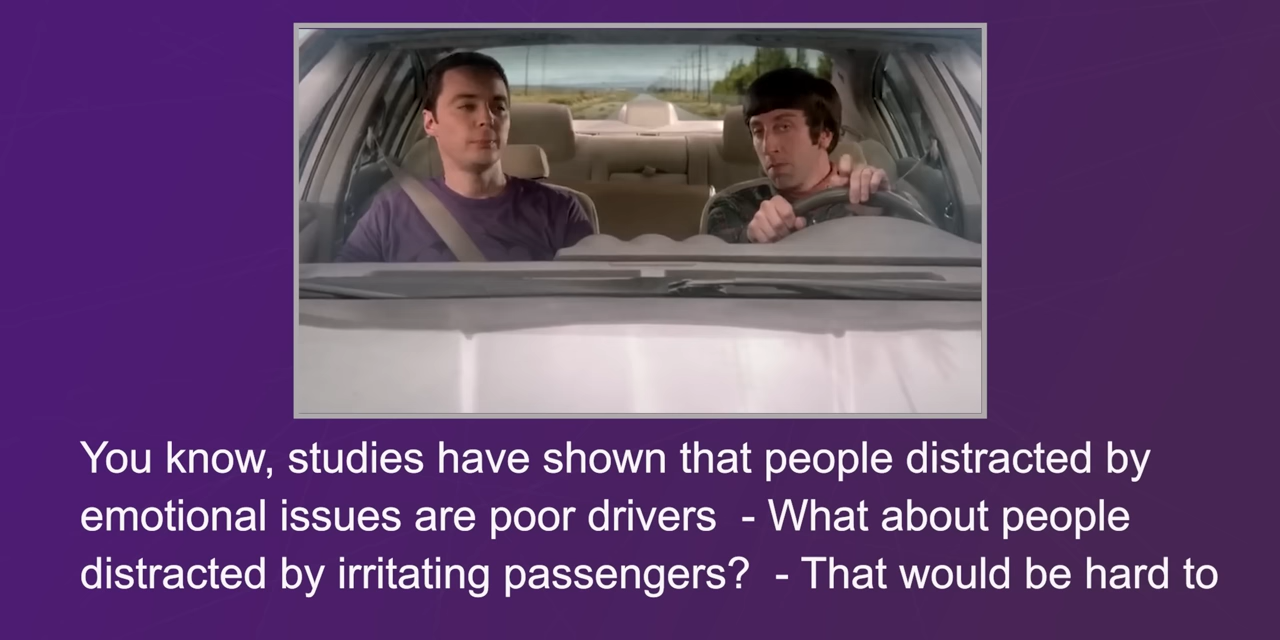 You know, studies have shown that people distracted by
emotional issues are poor drivers  - What about people
distracted by irritating passengers?  - That would be hard to